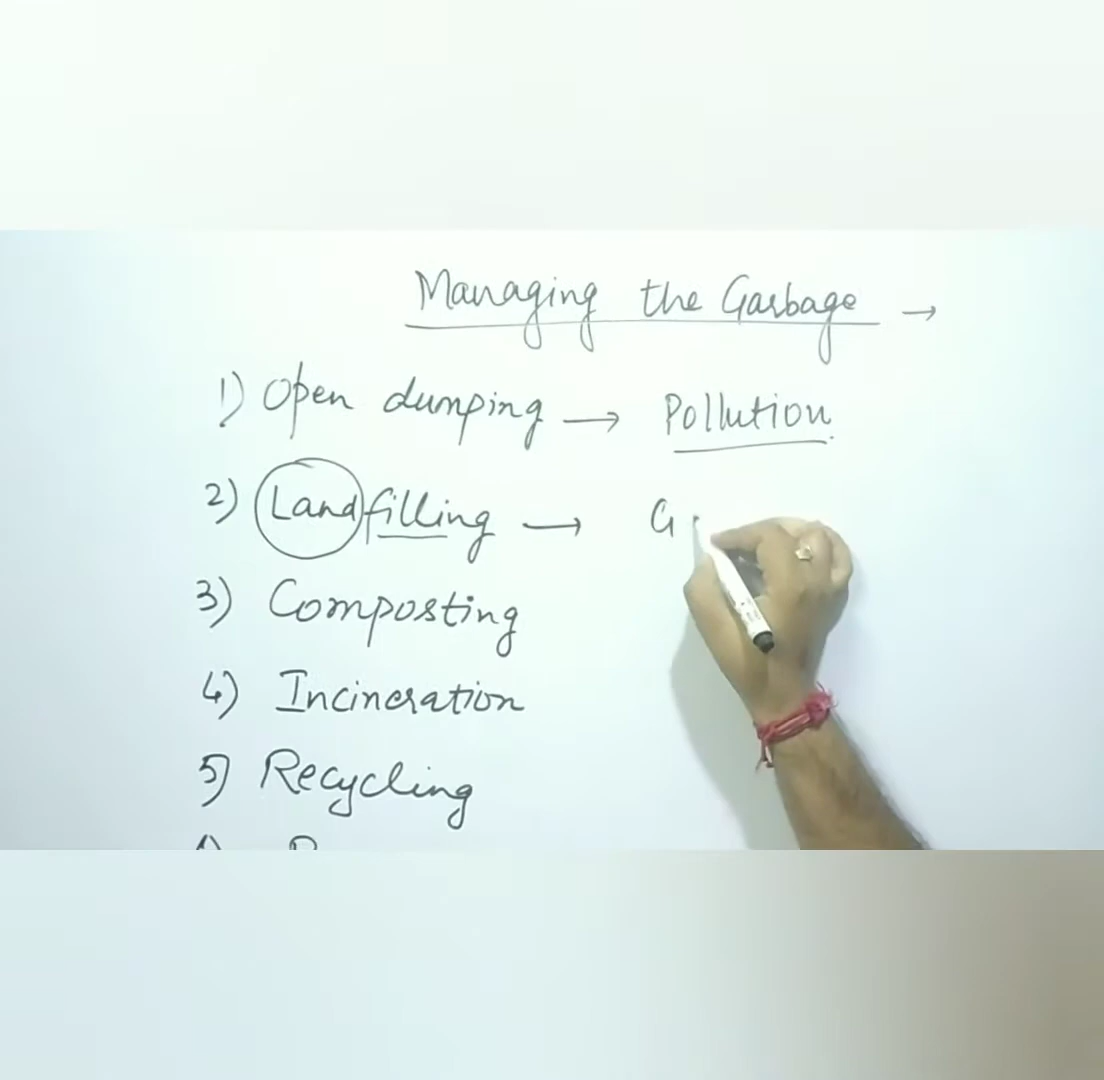 Managing the Garbage →
1) Open dumping → Pollution
2) Landfilling → G
3) Composting
4) Incineration
5) Recycling